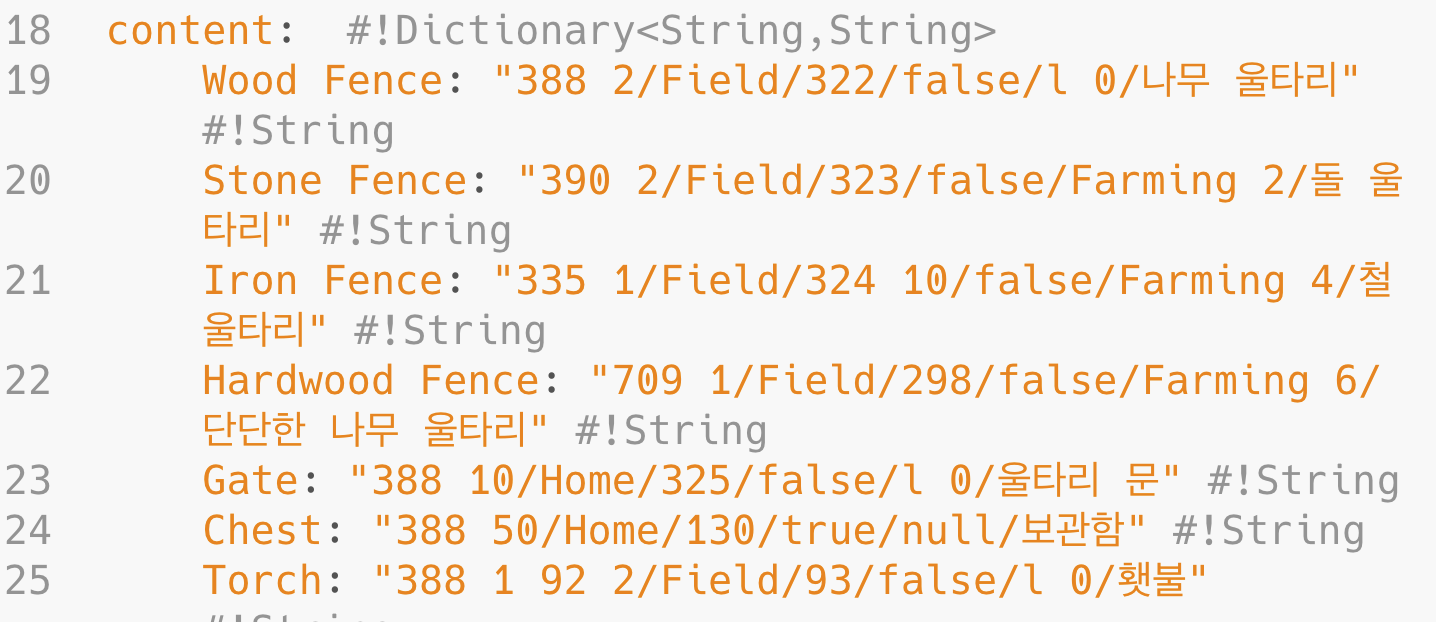 18 content: #!Dictionary<String,String>
19 Wood Fence: "388 2/Field/322/false/l 0/나무 울타리"
#!String
20 Stone Fence: "390 2/Field/323/false/Farming 2/돌 울
타리" #!String
21 Iron Fence: "335 1/Field/324 10/false/Farming 4/철
울타리" #!String
22 Hardwood Fence: "709 1/Field/298/false/Farming 6/
단단한 나무 울타리" #!String
23 Gate: "388 10/Home/325/false/l 0/울타리 문" #!String
24 Chest: "388 50/Home/130/true/null/보관함" #!String
25 Torch: "388 1 92 2/Field/93/false/l 0/횃불"
#!String